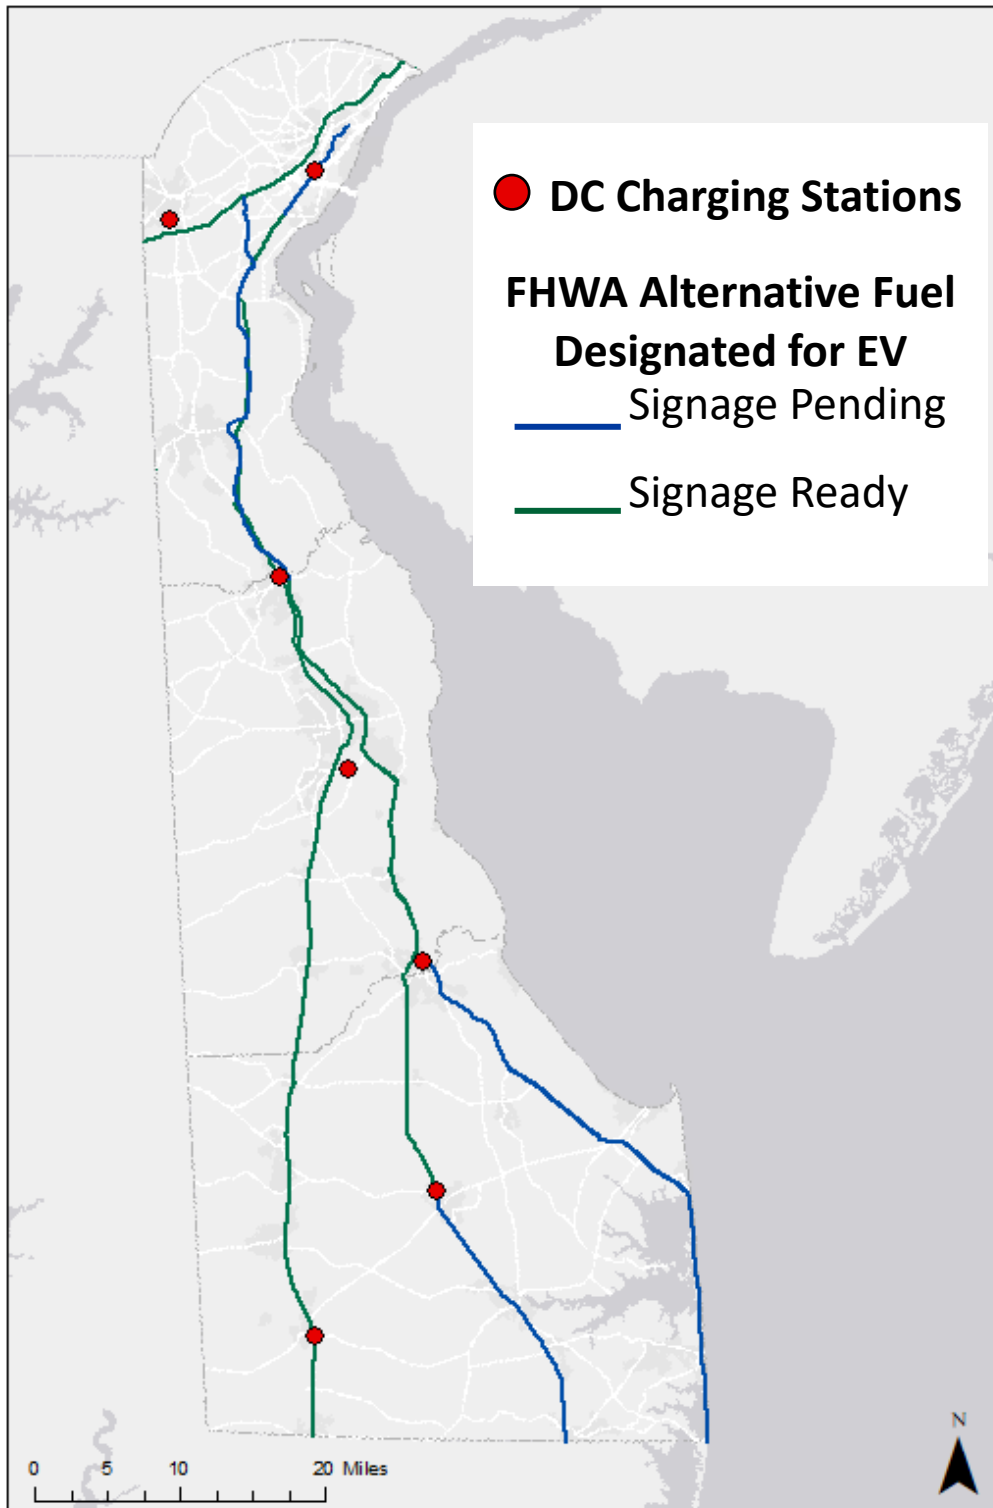 DC Charging Stations
FHWA Alternative Fuel
Designated for EV
Signage Pending
Signage Ready
N
0 5 10 20 Miles